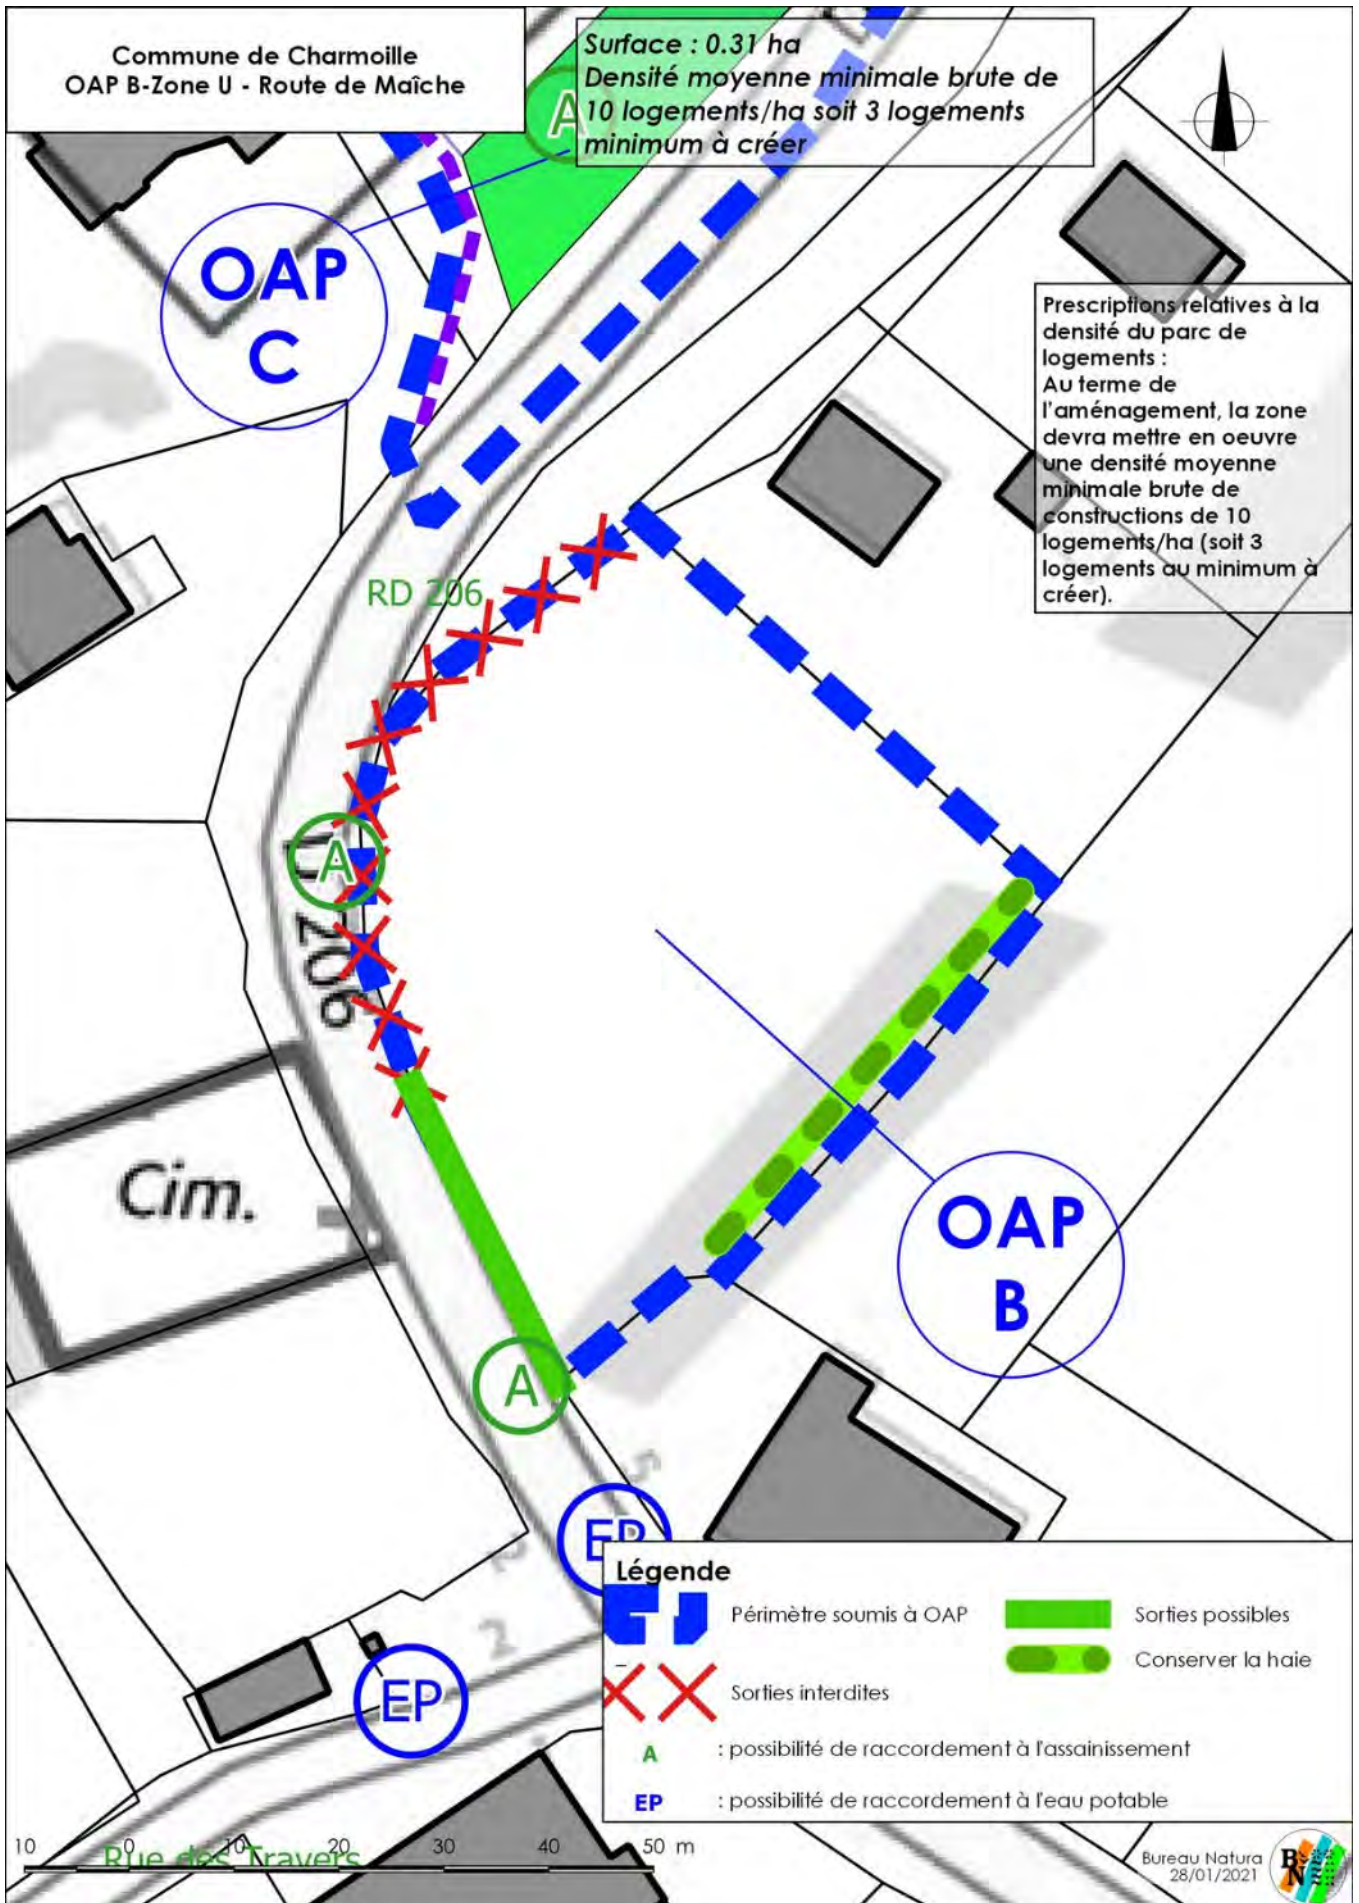 Commune de Charmoille
OAP B-Zone U - Route de Maîche
Surface : 0.31 ha
Densité moyenne minimale brute de
10 logements/ha soit 3 logements
minimum à créer
A
OAP
C
Prescriptions relatives à la
densité du parc de
logements :
Au terme de
l'aménagement, la zone
devra mettre en oeuvre
une densité moyenne
minimale brute de
constructions de 10
logements/ha (soit 3
logements au minimum à
créer).
RD 206
A
206
Cim.
OAP
B
A
5
EP
2
2
EP
Légende
Périmètre soumis à OAP
Sorties possibles
Conserver la haie
Sorties interdites
A : possibilité de raccordement à l'assainissement
EP : possibilité de raccordement à l'eau potable
10 0 10 20 30 40 50 m
Rue des Travers
Bureau Natura
28/01/2021
BN